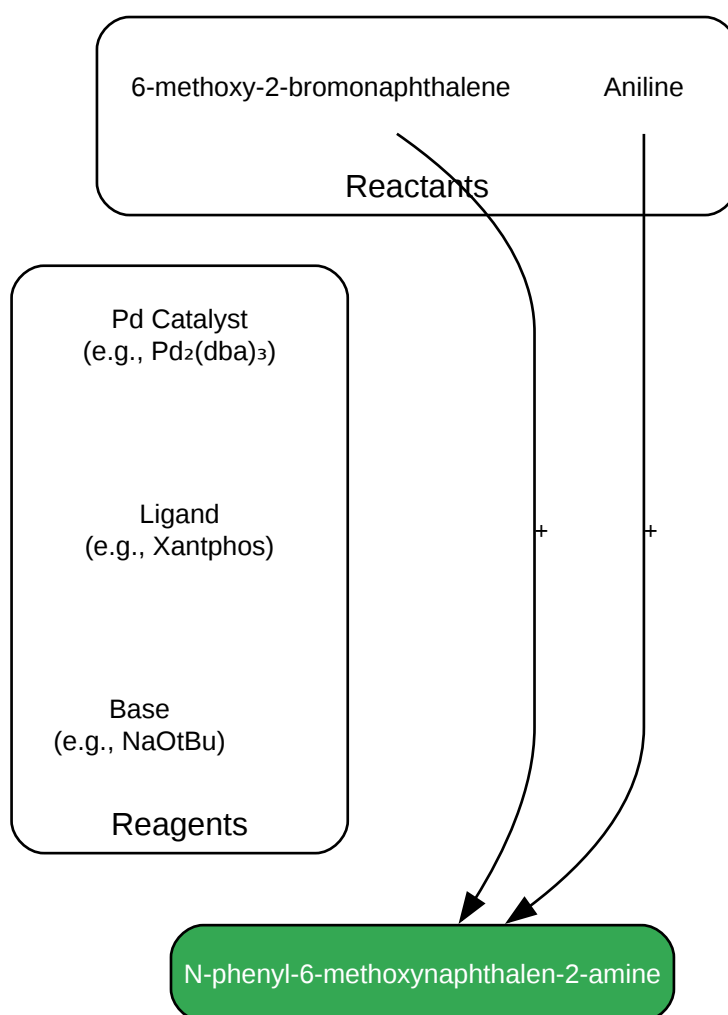 6-methoxy-2-bromonaphthalene
Aniline
Reactants
Pd Catalyst
(e.g., Pd₂(dba)₃)
Ligand
(e.g., Xantphos)
+
+
Base
(e.g., NaOtBu)
Reagents
N-phenyl-6-methoxynaphthalen-2-amine